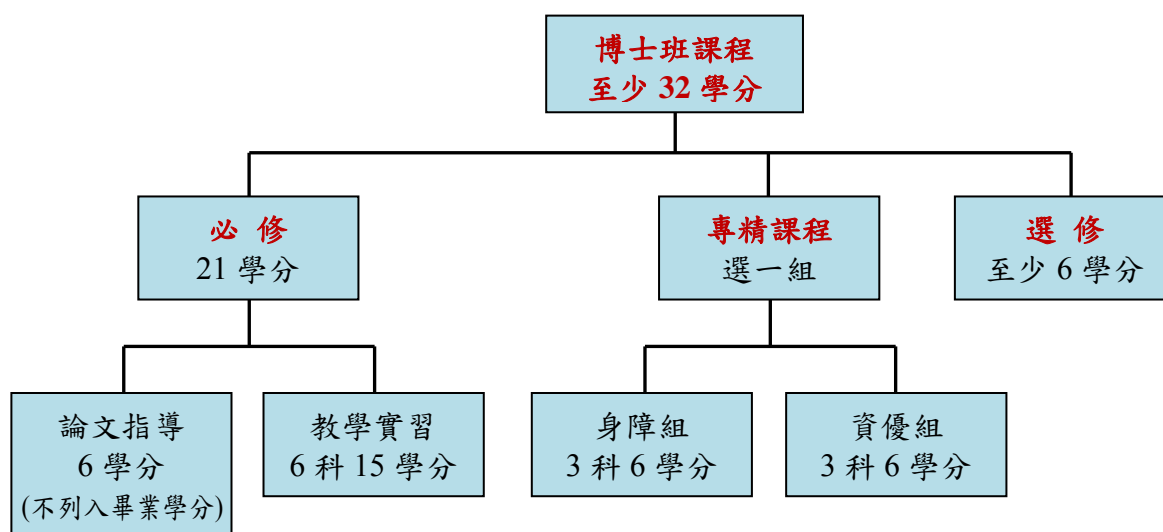 博士班課程
至少 32 學分
必 修
21 學分
專精課程
選一組
選 修
至少 6 學分
論文指導
6 學分
(不列入畢業學分)
教學實習
6 科 15 學分
身障組
3 科 6 學分
資優組
3 科 6 學分